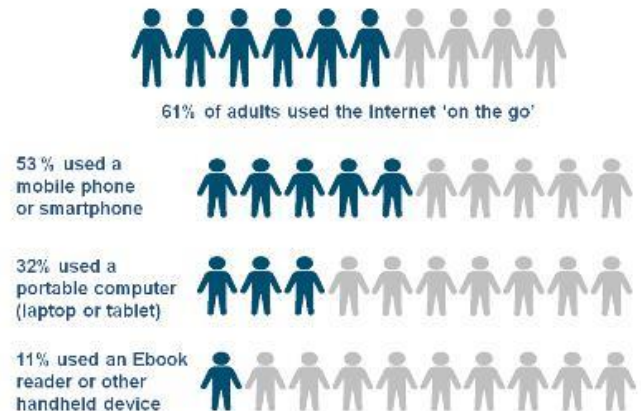 61% of adults used the Internet 'on the go'
53 % used a
mobile phone
or smartphone
32% used a
portable computer
(laptop or tablet)
11% used an Ebook
reader or other
handheld device